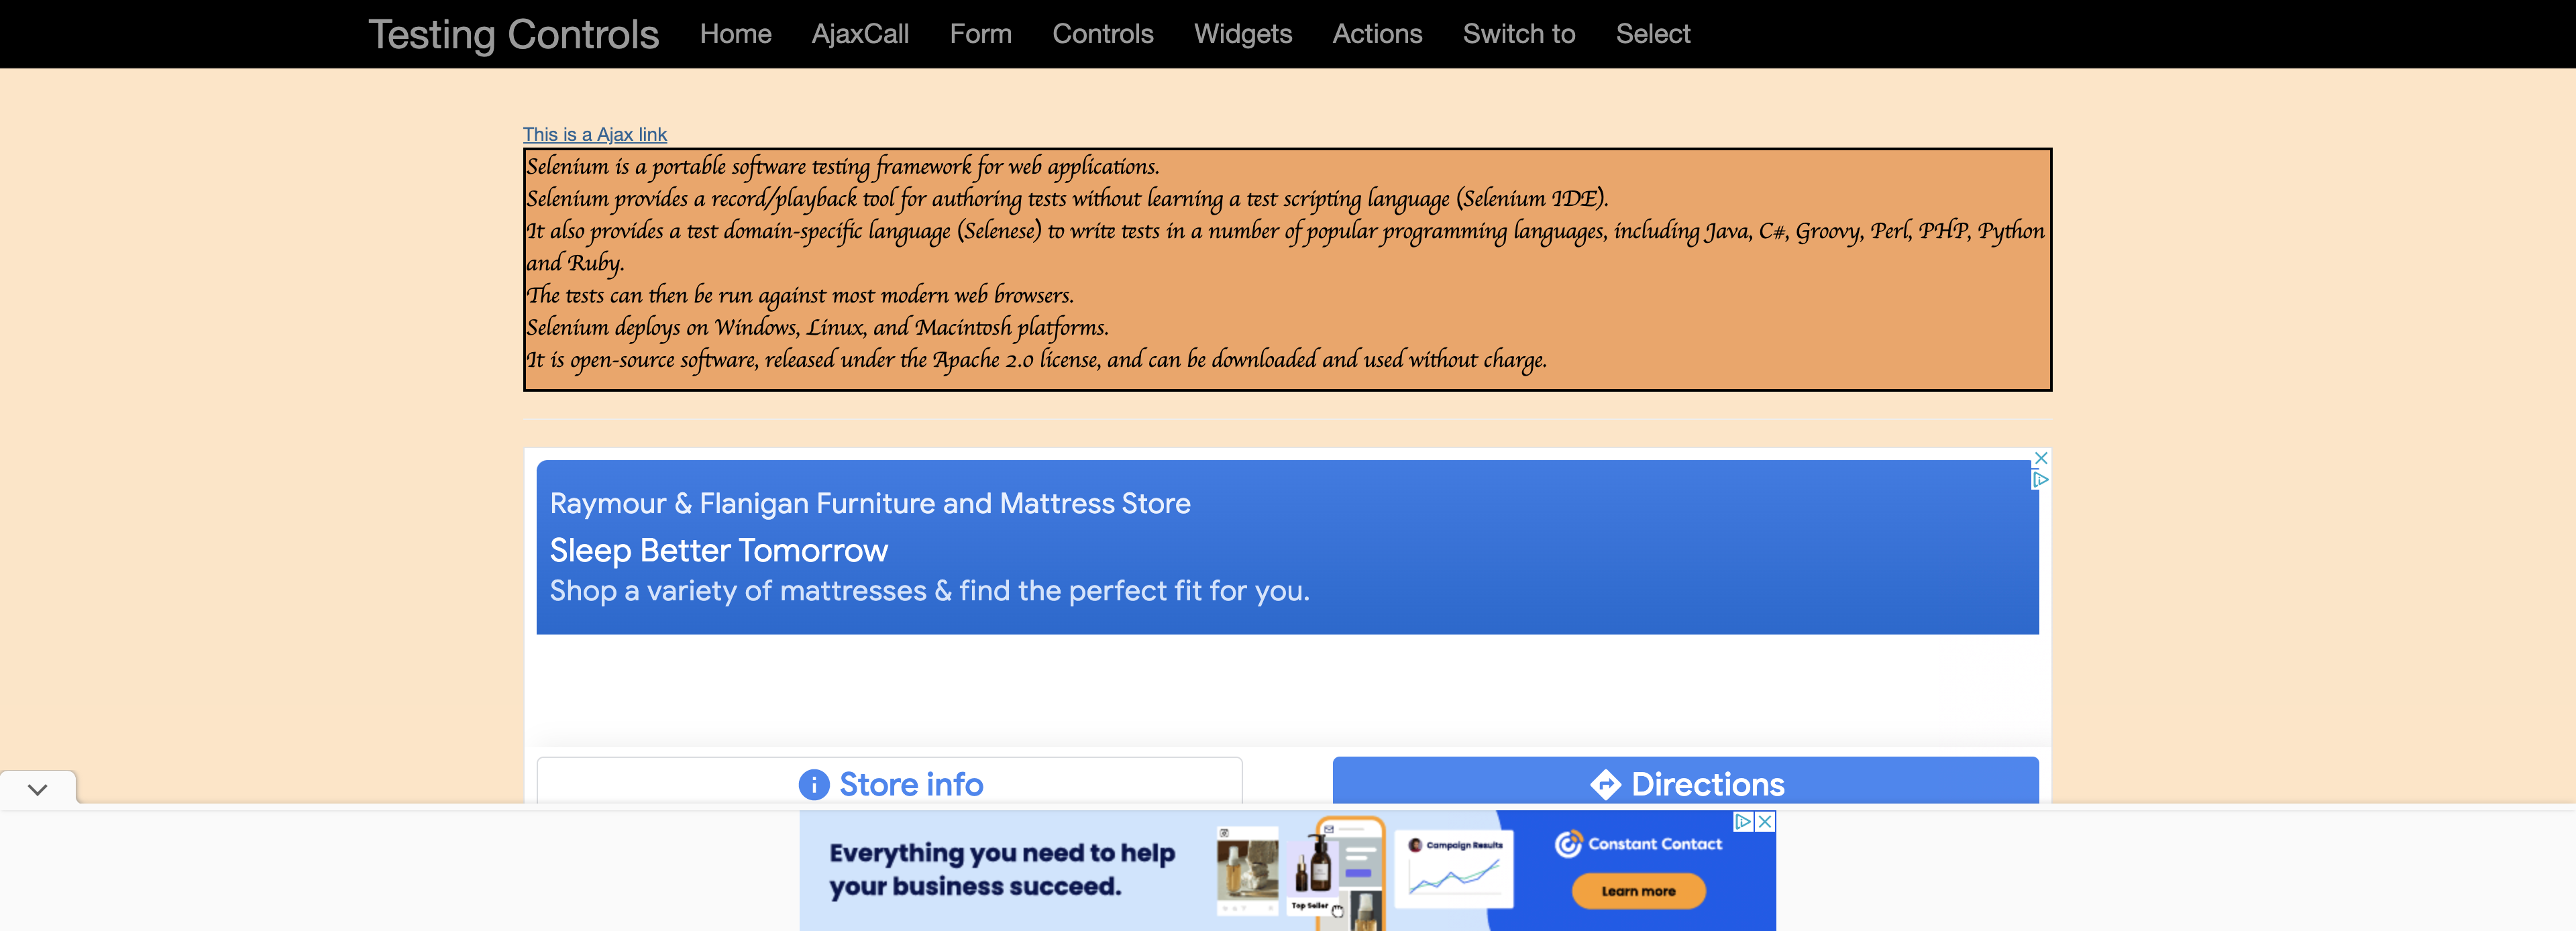 Testing Controls Home AjaxCall Form Controls Widgets Actions Switch to Select
This is a Ajax link
Selenium is a portable software testing framework for web applications.
Selenium provides a record/playback tool for authoring tests without learning a test scripting language (Selenium IDE).
It also provides a test domain-specific language (Selenese) to write tests in a number of popular programming languages, including Java, C#, Groovy, Perl, PHP, Python
and Ruby.
The tests can then be run against most modern web browsers.
Selenium deploys on Windows, Linux, and Macintosh platforms.
It is open-source software, released under the Apache 2.0 license, and can be downloaded and used without charge.
Raymour & Flanigan Furniture and Mattress Store
Sleep Better Tomorrow
Shop a variety of mattresses & find the perfect fit for you.
Store info
Directions
Everything you need to help
your business succeed.
Top Seller
Campaign Results
Constant Contact
Learn more